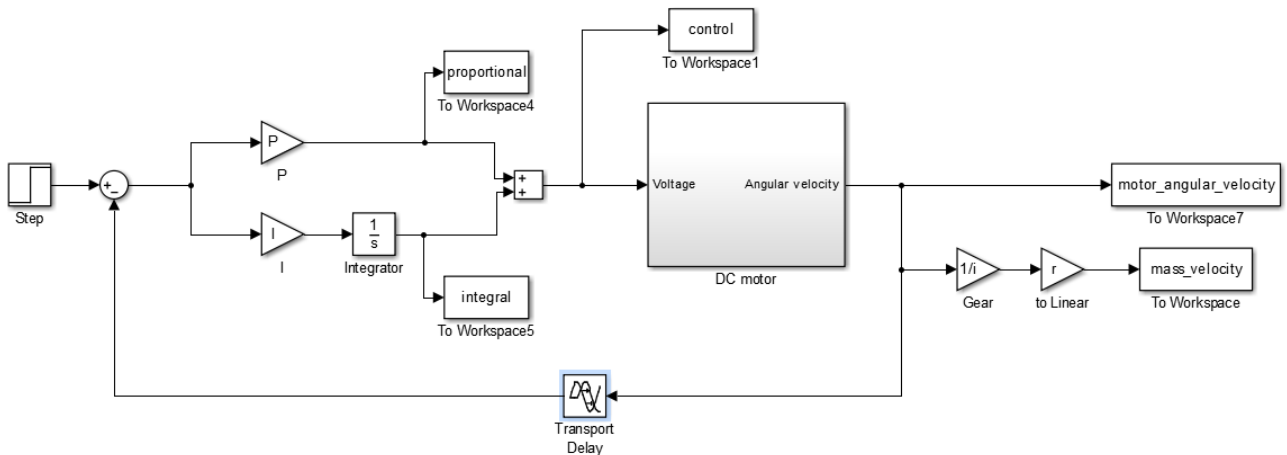 control
To Workspace1
proportional
To Workspace4
P
P
+
−
Step
+
+
Voltage
Angular velocity
motor_angular_velocity
To Workspace7
I
I
1
s
Integrator
DC motor
1/i
Gear
r
to Linear
mass_velocity
To Workspace
integral
To Workspace5
Transport
Delay